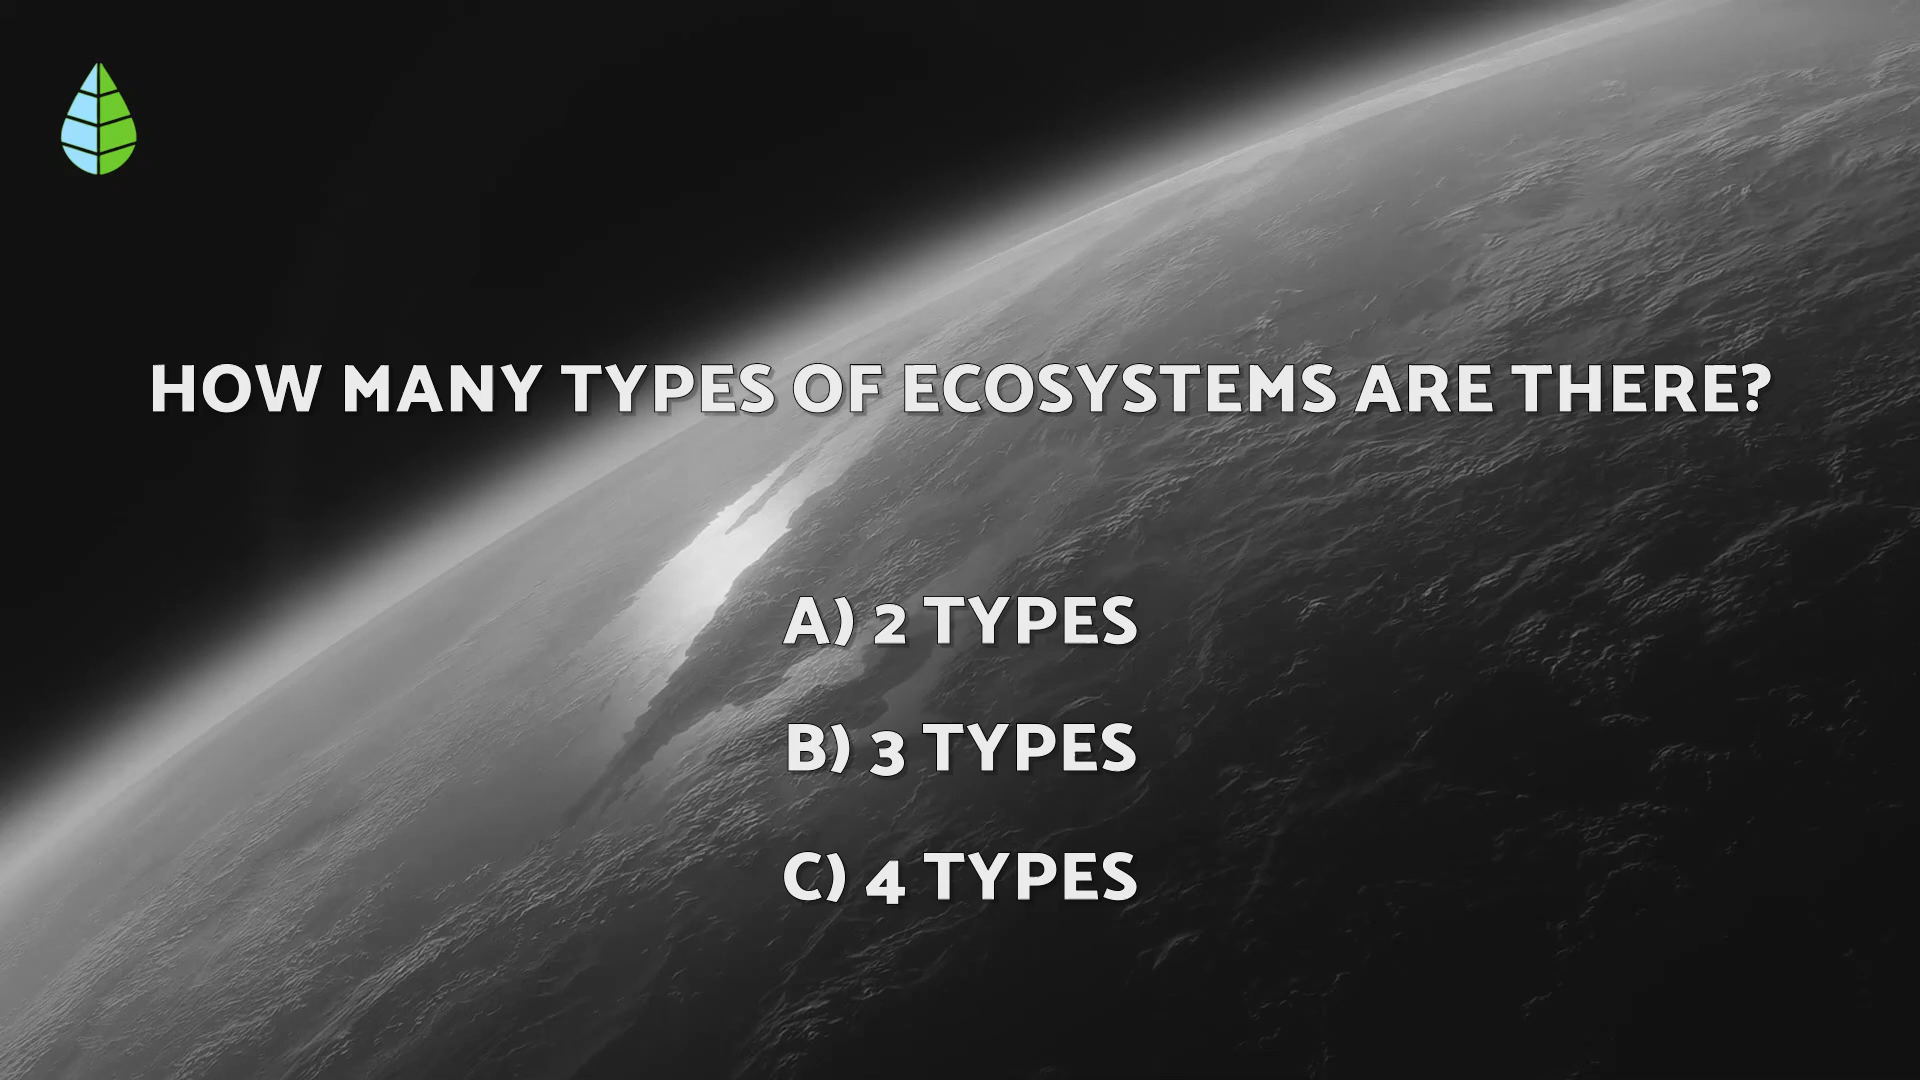 HOW MANY TYPES OF ECOSYSTEMS ARE THERE?
A) 2 TYPES
B) 3 TYPES
C) 4 TYPES